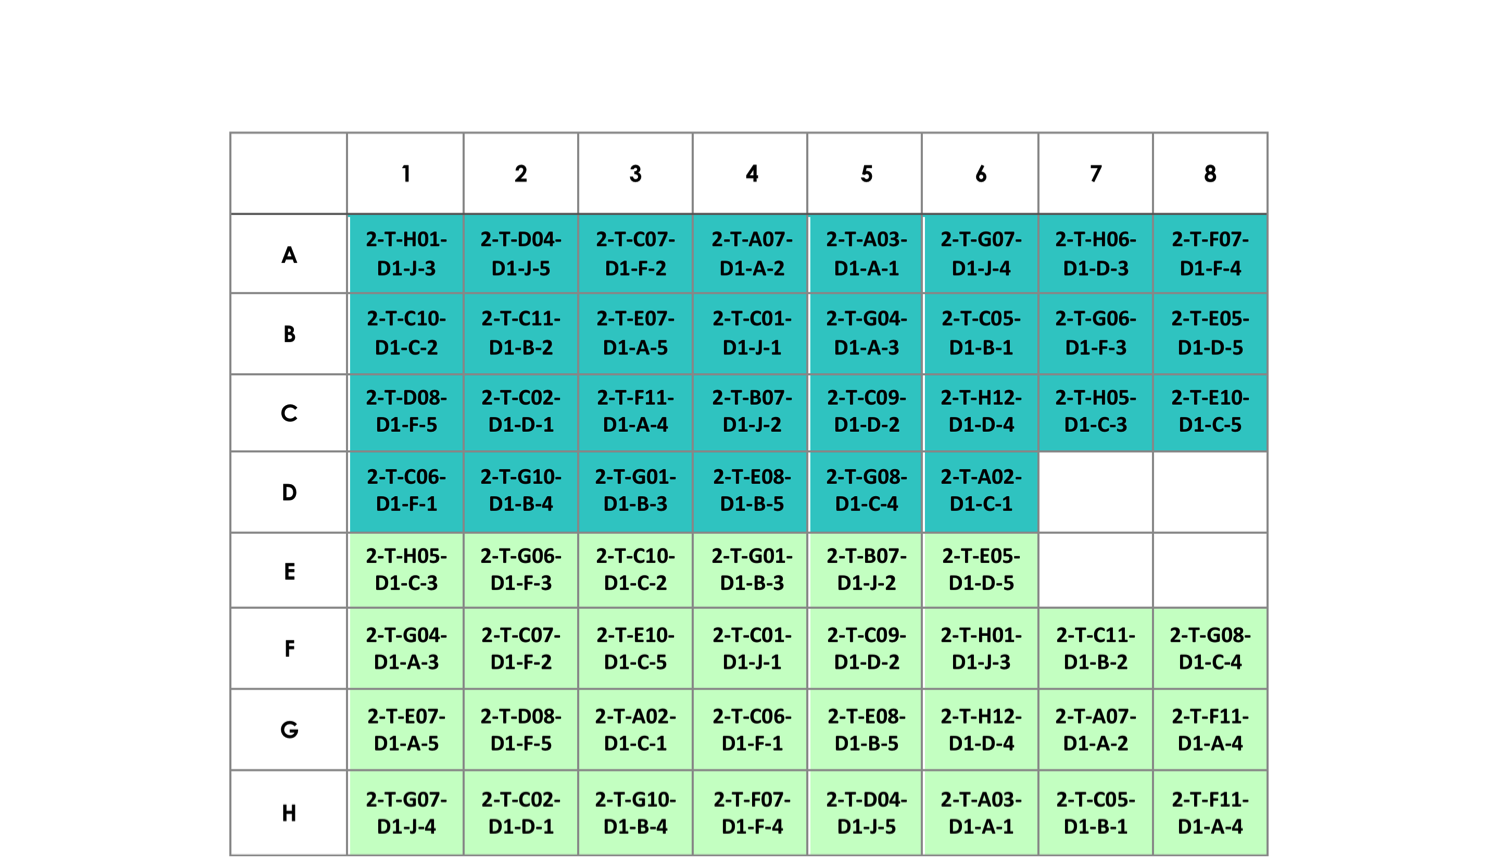 1 2 3 4 5 6 7 8
A 2-T-H01- 2-T-D04- 2-T-C07- 2-T-A07- 2-T-A03- 2-T-G07- 2-T-H06- 2-T-F07-
D1-J-3 D1-J-5 D1-F-2 D1-A-2 D1-A-1 D1-J-4 D1-D-3 D1-F-4
B 2-T-C10- 2-T-C11- 2-T-E07- 2-T-C01- 2-T-G04- 2-T-C05- 2-T-G06- 2-T-E05-
D1-C-2 D1-B-2 D1-A-5 D1-J-1 D1-A-3 D1-B-1 D1-F-3 D1-D-5
C 2-T-D08- 2-T-C02- 2-T-F11- 2-T-B07- 2-T-C09- 2-T-H12- 2-T-H05- 2-T-E10-
D1-F-5 D1-D-1 D1-A-4 D1-J-2 D1-D-2 D1-D-4 D1-C-3 D1-C-5
D 2-T-C06- 2-T-G10- 2-T-G01- 2-T-E08- 2-T-G08- 2-T-A02-
D1-F-1 D1-B-4 D1-B-3 D1-B-5 D1-C-4 D1-C-1
E 2-T-H05- 2-T-G06- 2-T-C10- 2-T-G01- 2-T-B07- 2-T-E05-
D1-C-3 D1-F-3 D1-C-2 D1-B-3 D1-J-2 D1-D-5
F 2-T-G04- 2-T-C07- 2-T-E10- 2-T-C01- 2-T-C09- 2-T-H01- 2-T-C11- 2-T-G08-
D1-A-3 D1-F-2 D1-C-5 D1-J-1 D1-D-2 D1-J-3 D1-B-2 D1-C-4
G 2-T-E07- 2-T-D08- 2-T-A02- 2-T-C06- 2-T-E08- 2-T-H12- 2-T-A07- 2-T-F11-
D1-A-5 D1-F-5 D1-C-1 D1-F-1 D1-B-5 D1-D-4 D1-A-2 D1-A-4
H 2-T-G07- 2-T-C02- 2-T-G10- 2-T-F07- 2-T-D04- 2-T-A03- 2-T-C05- 2-T-F11-
D1-J-4 D1-D-1 D1-B-4 D1-F-4 D1-J-5 D1-A-1 D1-B-1 D1-A-4